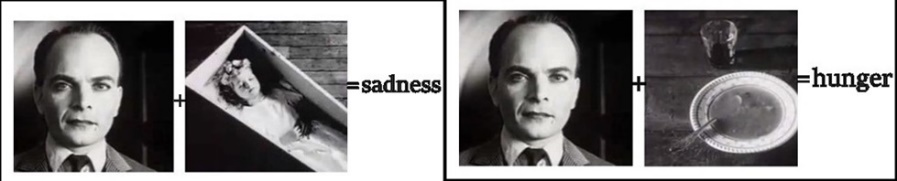 + =sadness
+ =hunger